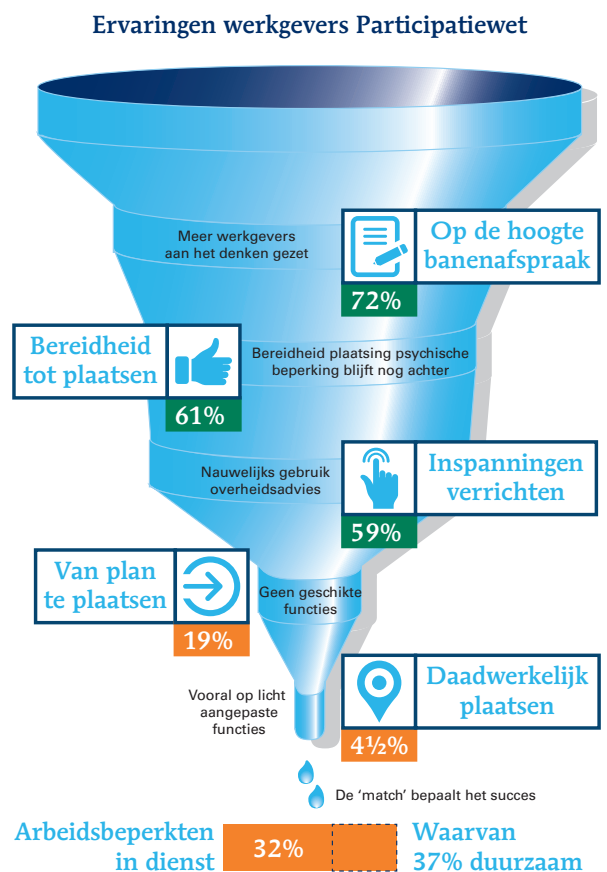 Ervaringen werkgevers Participatiewet
Meer werkgevers
aan het denken gezet
Op de hoogte
banenafspraak
72%
Bereidheid
tot plaatsen
61%
Bereidheid plaatsing psychische
beperking blijft nog achter
Nauwelijks gebruik
overheidsadvies
Inspanningen
verrichten
59%
Van plan
te plaatsen
19%
Geen geschikte
functies
Vooral op licht
aangepaste
functies
Daadwerkelijk
plaatsen
4½%
De ‘match’ bepaalt het succes
Arbeidsbeperkten
in dienst
32%
Waarvan
37% duurzaam